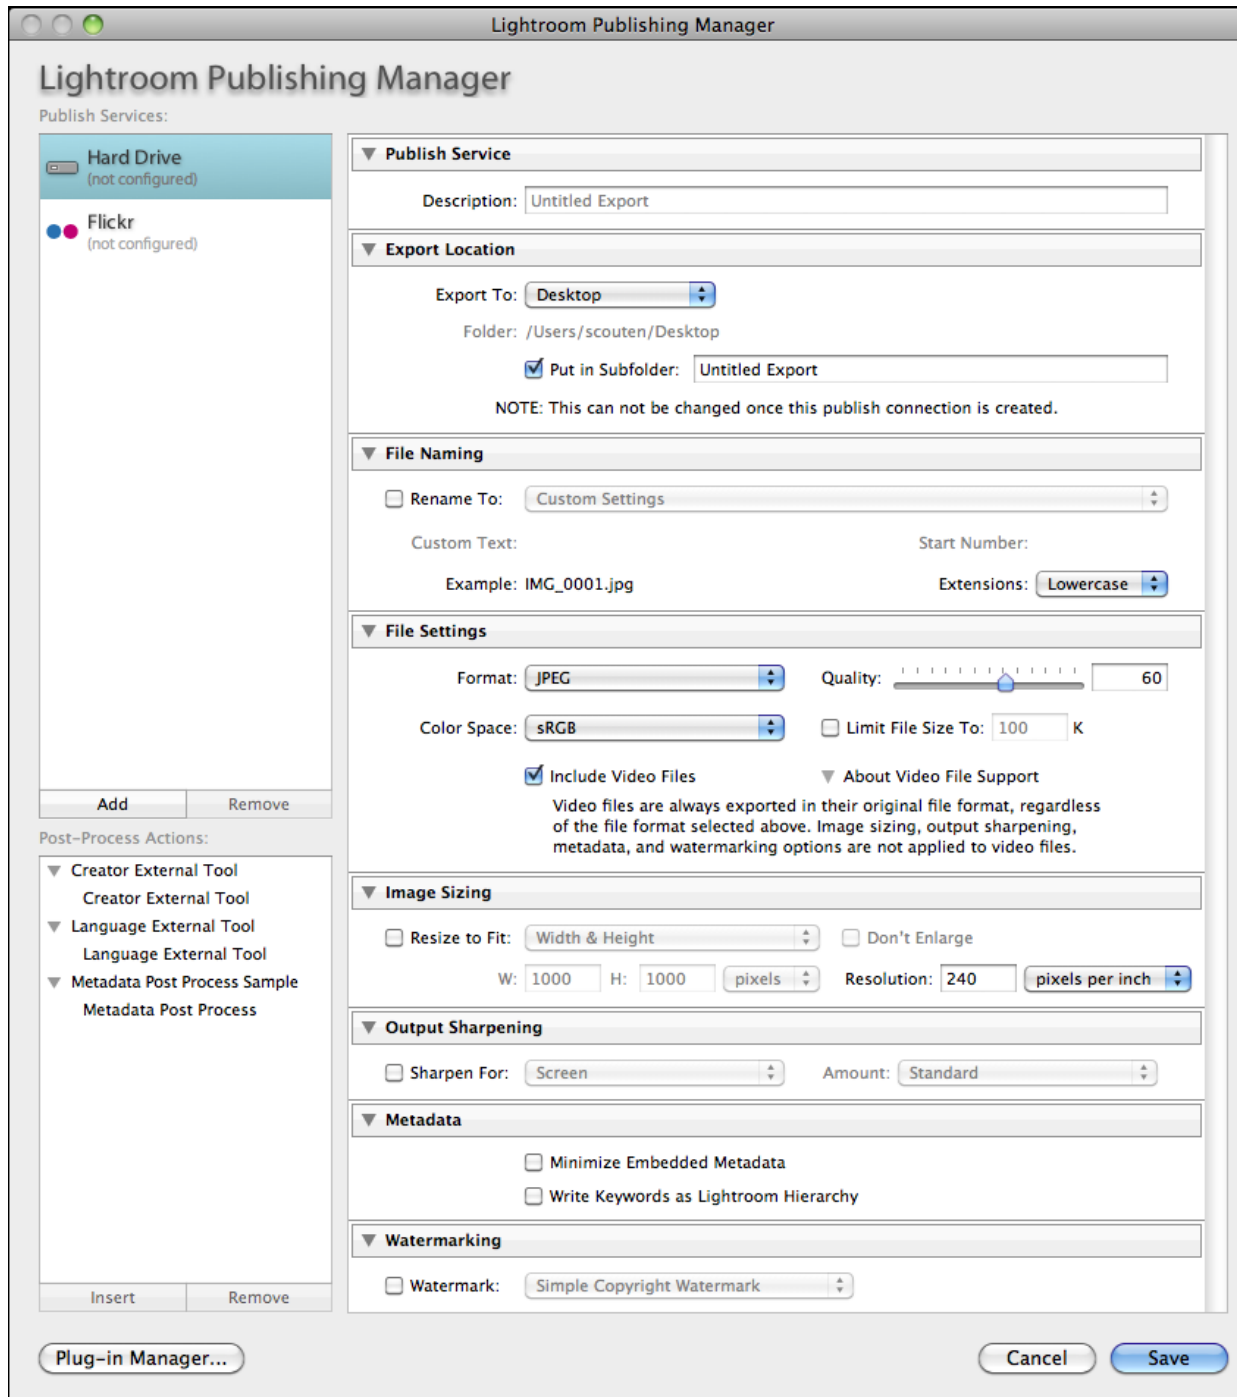 Lightroom Publishing Manager
Lightroom Publishing Manager
Publish Services:
Hard Drive
(not configured)
Flickr
(not configured)
Add Remove
Post-Process Actions:
Creator External Tool
Creator External Tool
Language External Tool
Language External Tool
Metadata Post Process Sample
Metadata Post Process
Insert Remove
Publish Service
Description: Untitled Export
Export Location
Export To: Desktop
Folder: /Users/scouten/Desktop
Put in Subfolder: Untitled Export
NOTE: This can not be changed once this publish connection is created.
File Naming
Rename To: Custom Settings
Custom Text: Start Number:
Example: IMG_0001.jpg Extensions: Lowercase
File Settings
Format: JPEG Quality: 60
Color Space: sRGB Limit File Size To: 100 K
Include Video Files About Video File Support
Video files are always exported in their original file format, regardless
of the file format selected above. Image sizing, output sharpening,
metadata, and watermarking options are not applied to video files.
Image Sizing
Resize to Fit: Width & Height Don't Enlarge
W: 1000 H: 1000 pixels Resolution: 240 pixels per inch
Output Sharpening
Sharpen For: Screen Amount: Standard
Metadata
Minimize Embedded Metadata
Write Keywords as Lightroom Hierarchy
Watermarking
Watermark: Simple Copyright Watermark
Plug-in Manager... Cancel Save